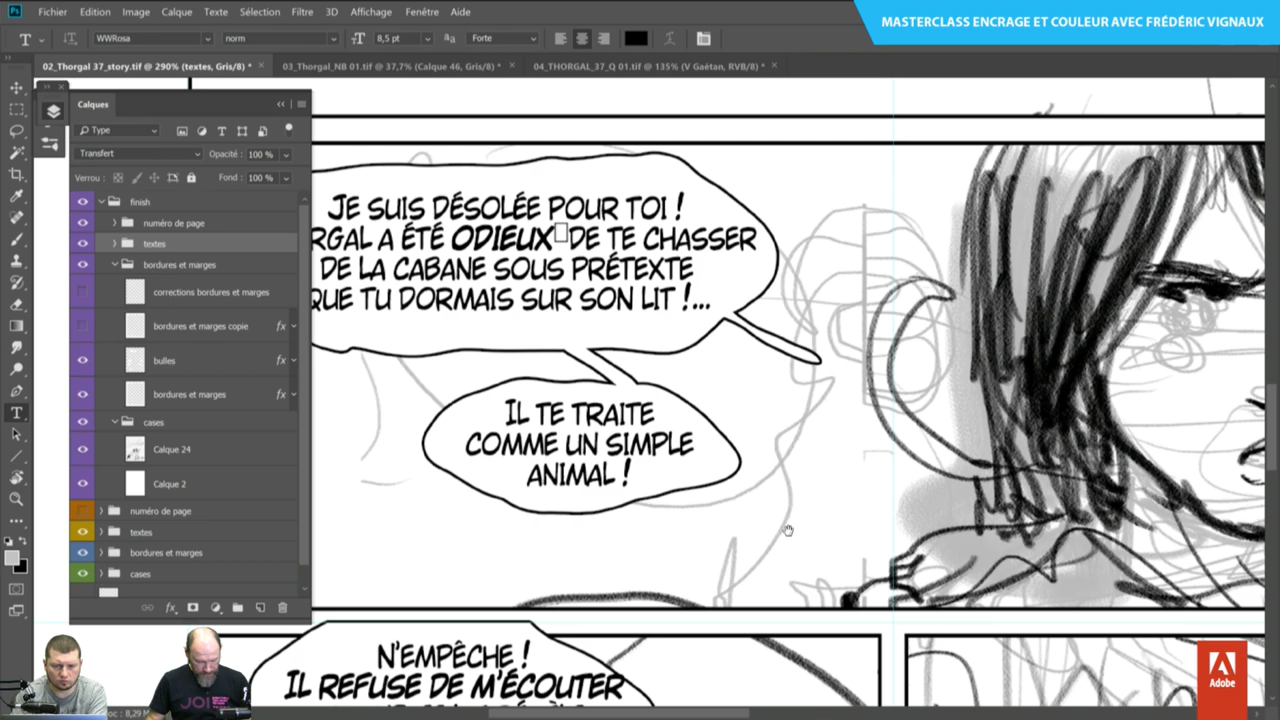 Ps Fichier Edition Image Calque Texte Sélection Filtre 3D Affichage Fenêtre Aide
MASTERCLASS ENCRAGE ET COULEUR AVEC FRÉDÉRIC VIGNAUX
WWRosa norm 8,5 pt Forte
02_Thorgal 37_story.tif @ 290% (textes, Gris/8) * 03_Thorgal_NB 01.tif @ 37,7% (Calque 46, Gris/8) * 04_THORGAL_37_Q 01.tif @ 135% (V Gaétan, RVB/8) *
Calques
Type
Transfert Opacité : 100 %
Verrou : Fond : 100 %
finish
numéro de page
textes
bordures et marges
corrections bordures et marges
bordures et marges copie fx
bulles fx
bordures et marges fx
cases
Calque 24
Calque 2
numéro de page
textes
bordures et marges
cases
JE SUIS DÉSOLÉE POUR TOI !
RGAL A ÉTÉ ODIEUX DE TE CHASSER
DE LA CABANE SOUS PRÉTEXTE
QUE TU DORMAIS SUR SON LIT !...
IL TE TRAITE
COMME UN SIMPLE
ANIMAL !
N'EMPÊCHE !
IL REFUSE DE M'ÉCOUTER
Adobe